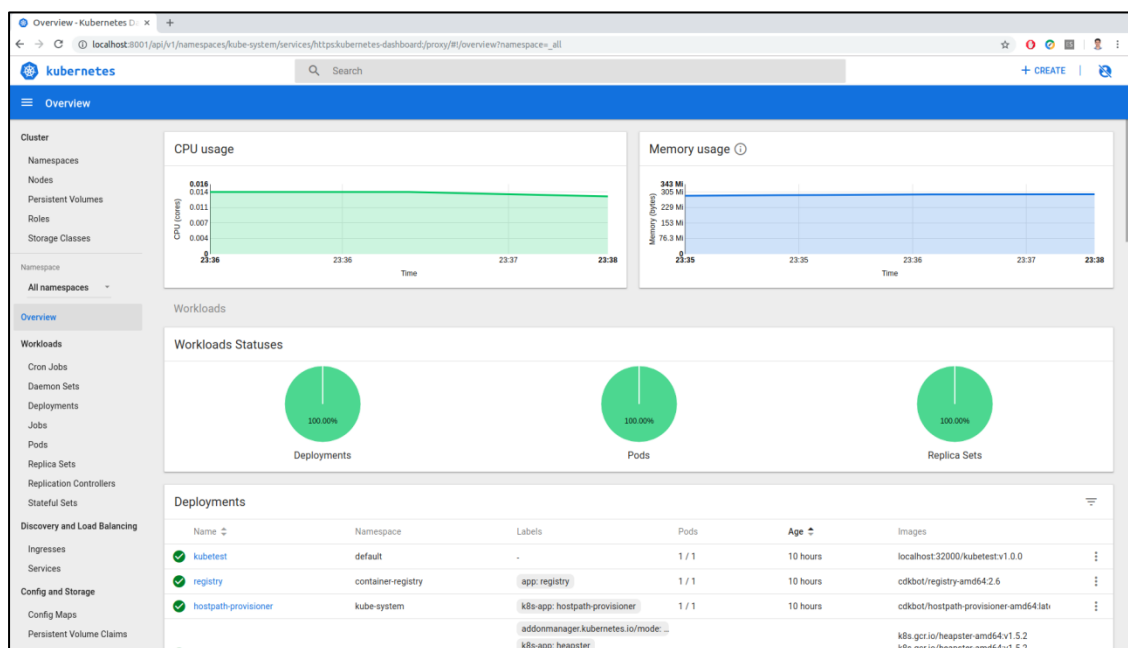 Overview - Kubernetes D
localhost:8001/api/v1/namespaces/kube-system/services/https:kubernetes-dashboard:/proxy/#!/overview?namespace=_all
kubernetes
Search
+ CREATE
Overview
Cluster
Namespaces
Nodes
Persistent Volumes
Roles
Storage Classes
Namespace
All namespaces
Overview
Workloads
Cron Jobs
Daemon Sets
Deployments
Jobs
Pods
Replica Sets
Replication Controllers
Stateful Sets
Discovery and Load Balancing
Ingresses
Services
Config and Storage
Config Maps
Persistent Volume Claims
CPU usage
CPU (cores)
0.016
0.014
0.011
0.007
0.004
0
23:36 23:36 23:37 23:38
Time
Memory usage
Memory (bytes)
343 Mi
305 Mi
229 Mi
153 Mi
76.3 Mi
0
23:35 23:35 23:36 23:37 23:38
Time
Workloads
Workloads Statuses
100.00% 100.00% 100.00%
Deployments Pods Replica Sets
Deployments
Name Namespace Labels Pods Age Images
kubetest default - 1 / 1 10 hours localhost:32000/kubetest:v1.0.0
registry container-registry app: registry 1 / 1 10 hours cdkbot/registry-amd64:2.6
hostpath-provisioner kube-system k8s-app: hostpath-provisioner 1 / 1 10 hours cdkbot/hostpath-provisioner-amd64:late
addonmanager.kubernetes.io/mode: ...
k8s-app: heapster
k8s.gcr.io/heapster-amd64:v1.5.2
k8s.gcr.io/heapster-amd64:v1.5.2